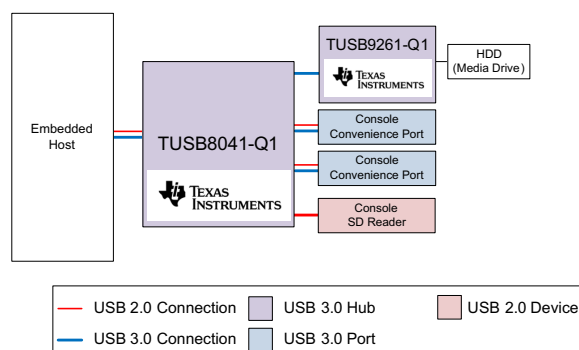 TUSB9261-Q1
TEXAS
INSTRUMENTS
HDD
(Media Drive)
Embedded
Host
TUSB8041-Q1
TEXAS
INSTRUMENTS
Console
Convenience Port
Console
Convenience Port
Console
SD Reader
USB 2.0 Connection
USB 3.0 Hub
USB 2.0 Device
USB 3.0 Connection
USB 3.0 Port